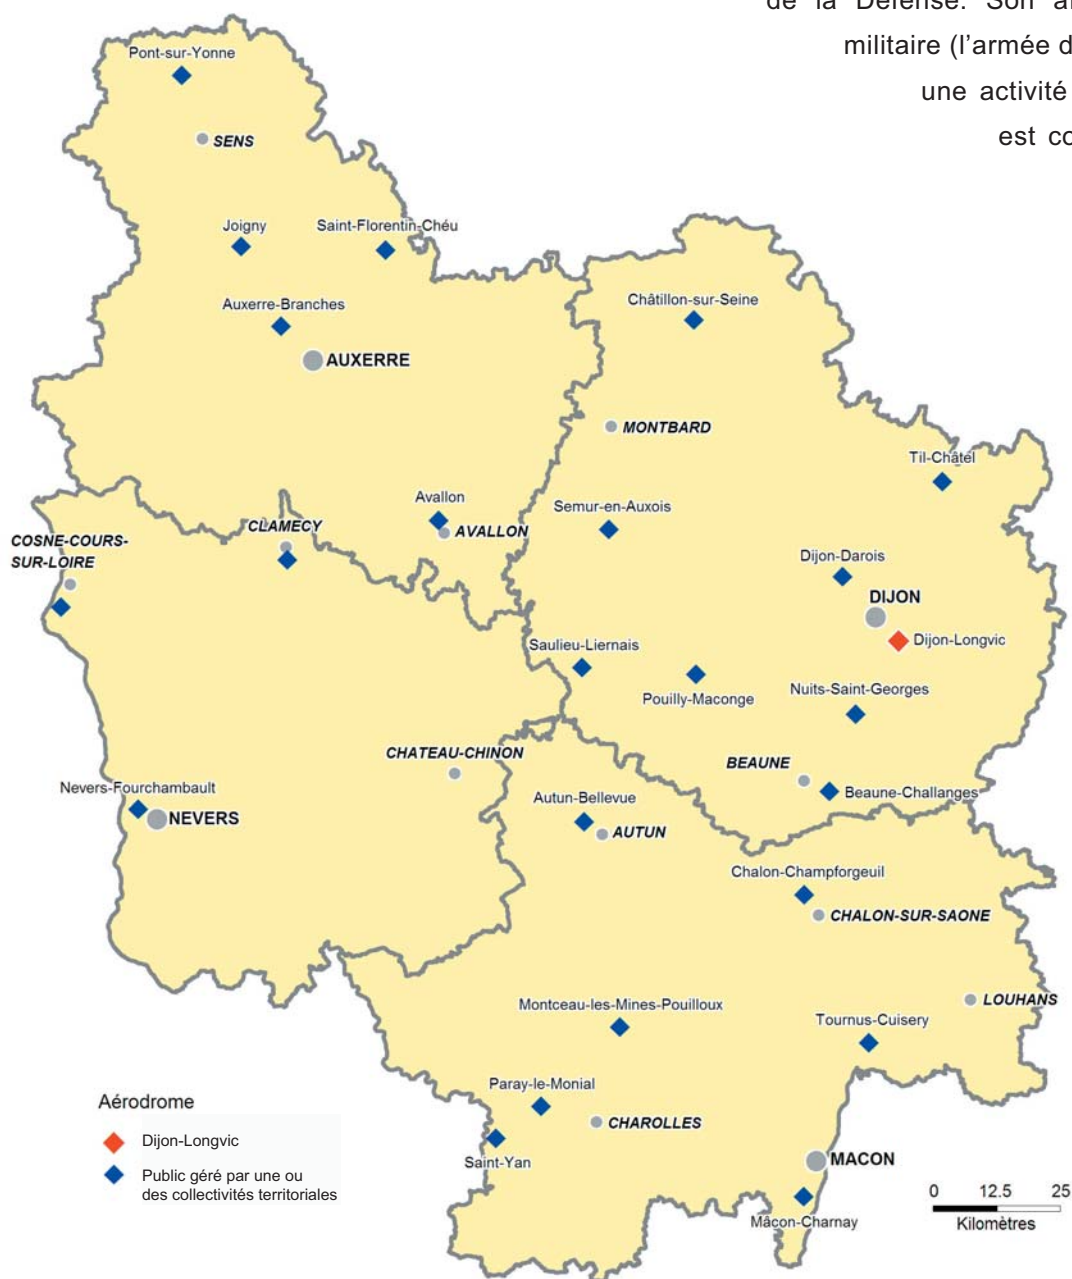 de la Défense. Son
militaire (l'armée d
une activité
est co
Pont-sur-Yonne
SENS
Joigny
Saint-Florentin-Chéu
Auxerre-Branches
AUXERRE
Châtillon-sur-Seine
MONTBARD
Til-Châtel
Avallon
AVALLON
Semur-en-Auxois
CLAMECY
COSNE-COURS-
SUR-LOIRE
Dijon-Darois
DIJON
Dijon-Longvic
Saulieu-Liernais
Pouilly-Maconge
Nuits-Saint-Georges
CHATEAU-CHINON
BEAUNE
Beaune-Challanges
Nevers-Fourchambault
NEVERS
Autun-Bellevue
AUTUN
Chalon-Champforgeuil
CHALON-SUR-SAONE
LOUHANS
Montceau-les-Mines-Pouilloux
Tournus-Cuisery
Paray-le-Monial
CHAROLLES
Saint-Yan
MACON
Mâcon-Charnay
Aérodrome
Dijon-Longvic
Public géré par une ou
des collectivités territoriales
0 12.5 25
Kilomètres